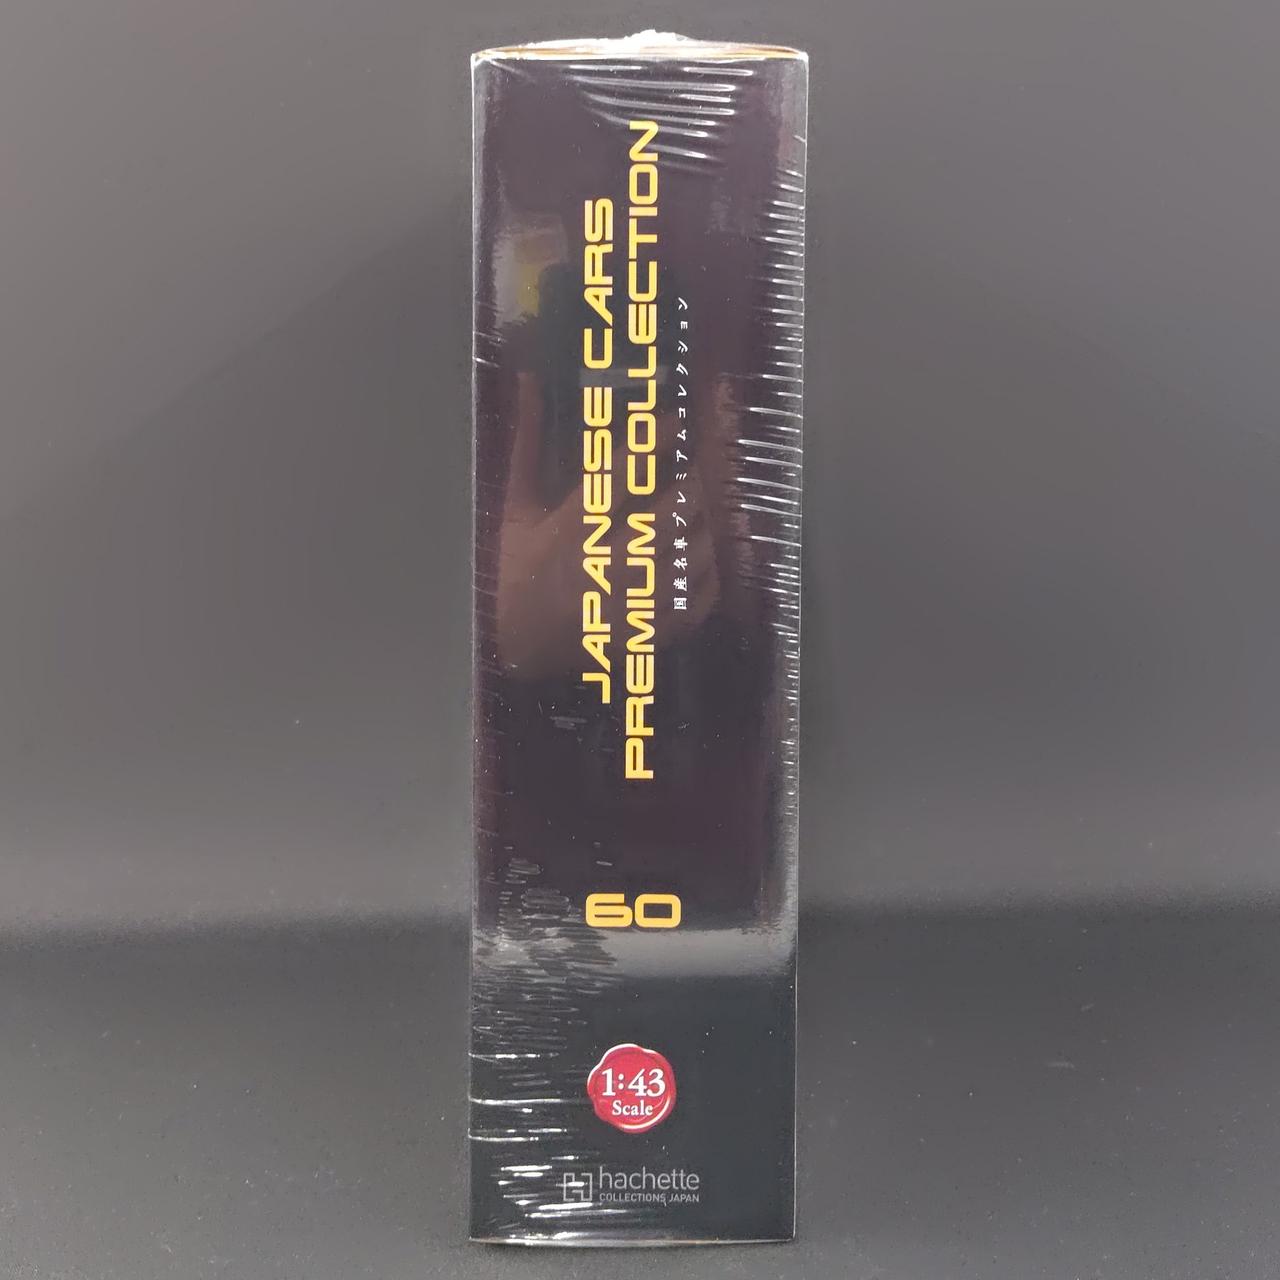 JAPANESE CARS
PREMIUM COLLECTION
国産名車プレミアムコレクション
60
1:43
Scale
hachette
COLLECTIONS JAPAN